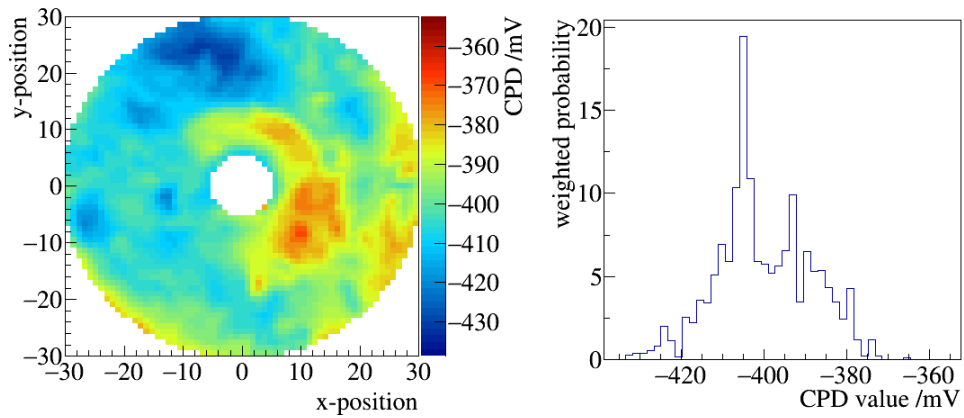 y-position
30
20
10
0
−10
−20
−30
−30 −20 −10 0 10 20 30
x-position
−360
−370
−380
−390
−400
−410
−420
−430
CPD /mV
weighted probability
20
15
10
5
0
−420 −400 −380 −360
CPD value /mV